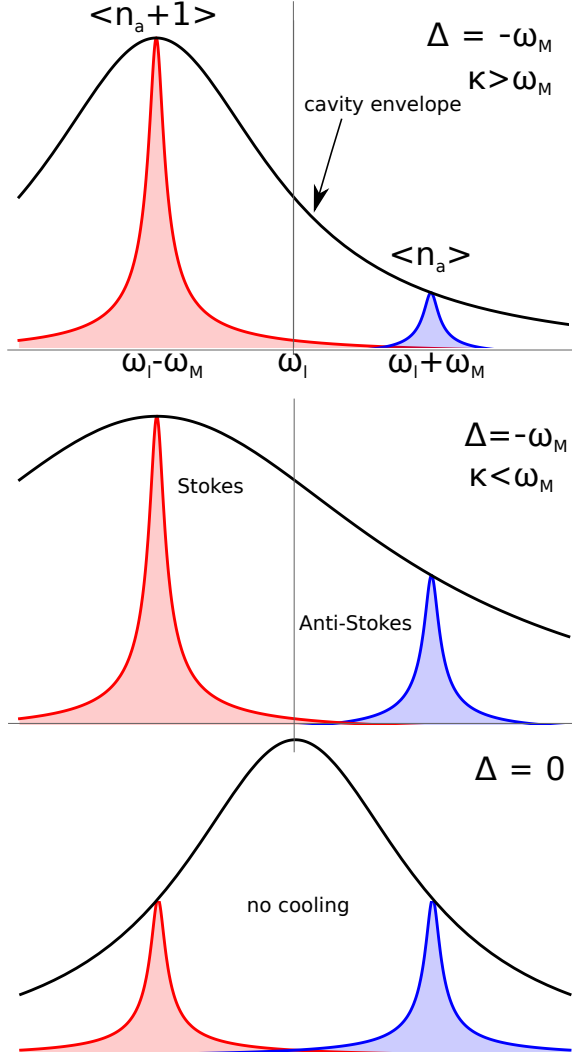 <nₐ+1>
Δ = -ω_M
κ>ω_M
cavity envelope
<nₐ>
ω_l-ω_M
ω_l
ω_l+ω_M
Δ=-ω_M
κ<ω_M
Stokes
Anti-Stokes
Δ = 0
no cooling